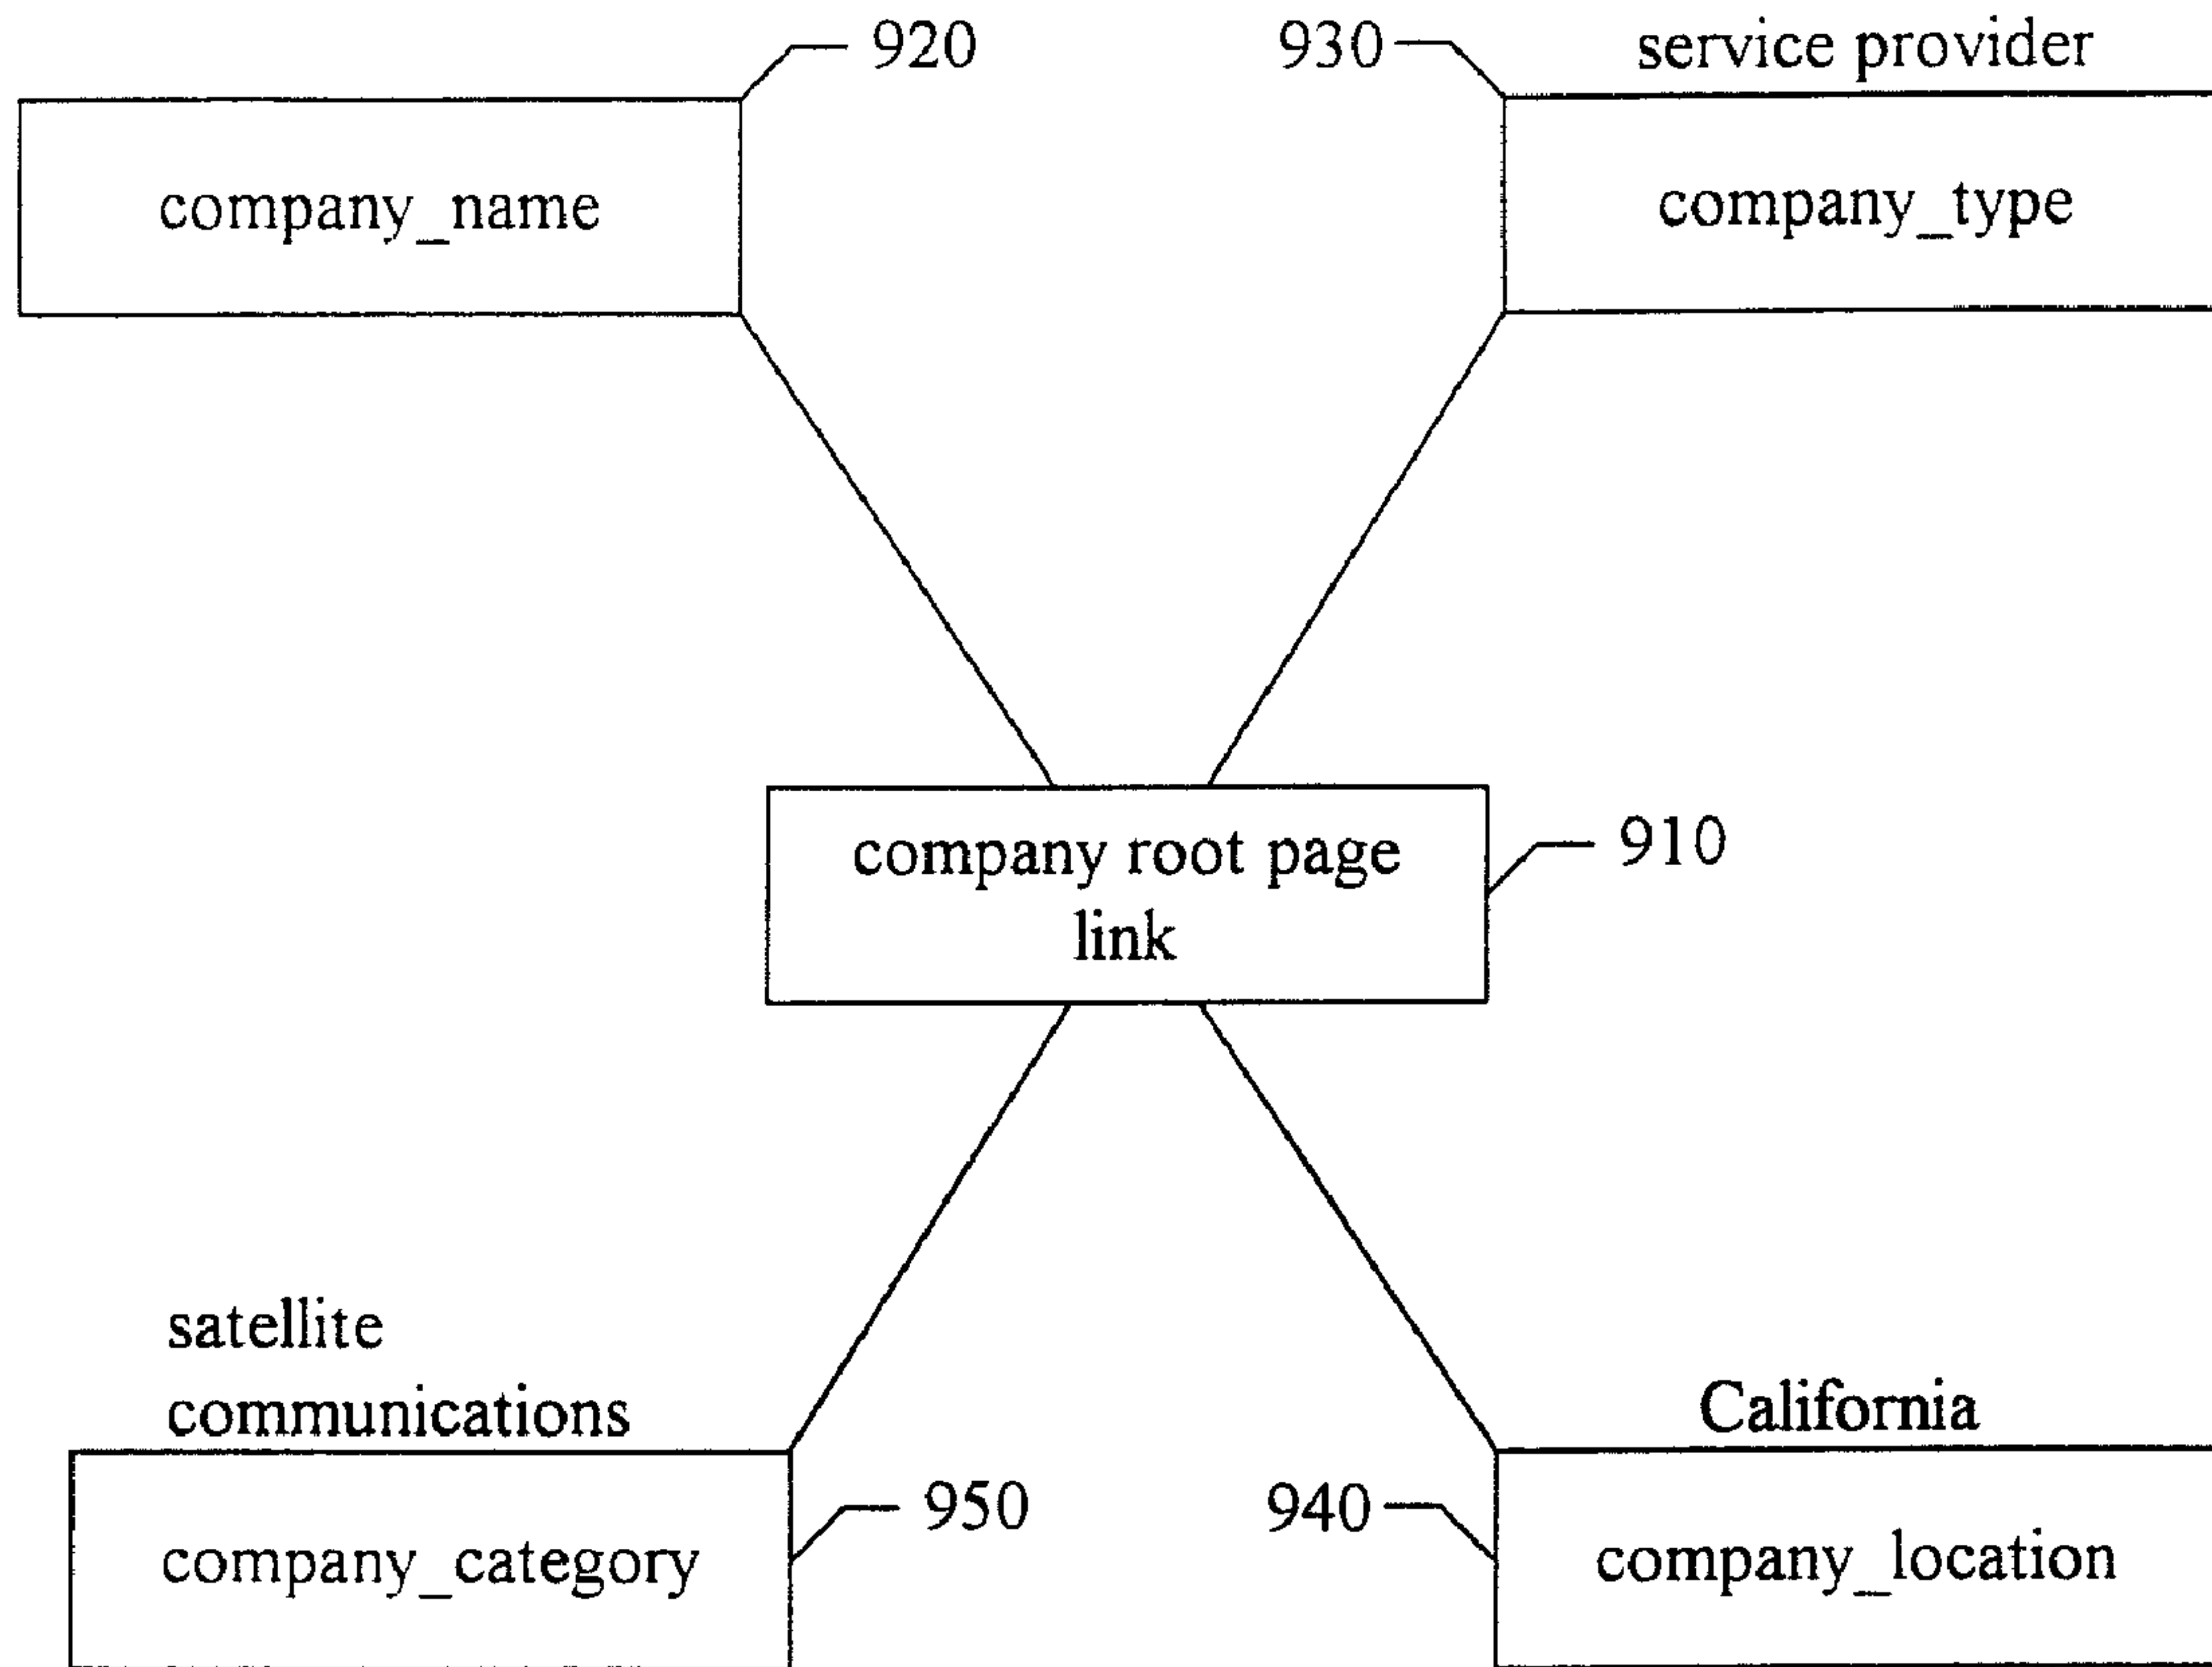 920
930
service provider
company_name
company_type
company root page
link
910
satellite
communications
California
950
940
company_category
company_location